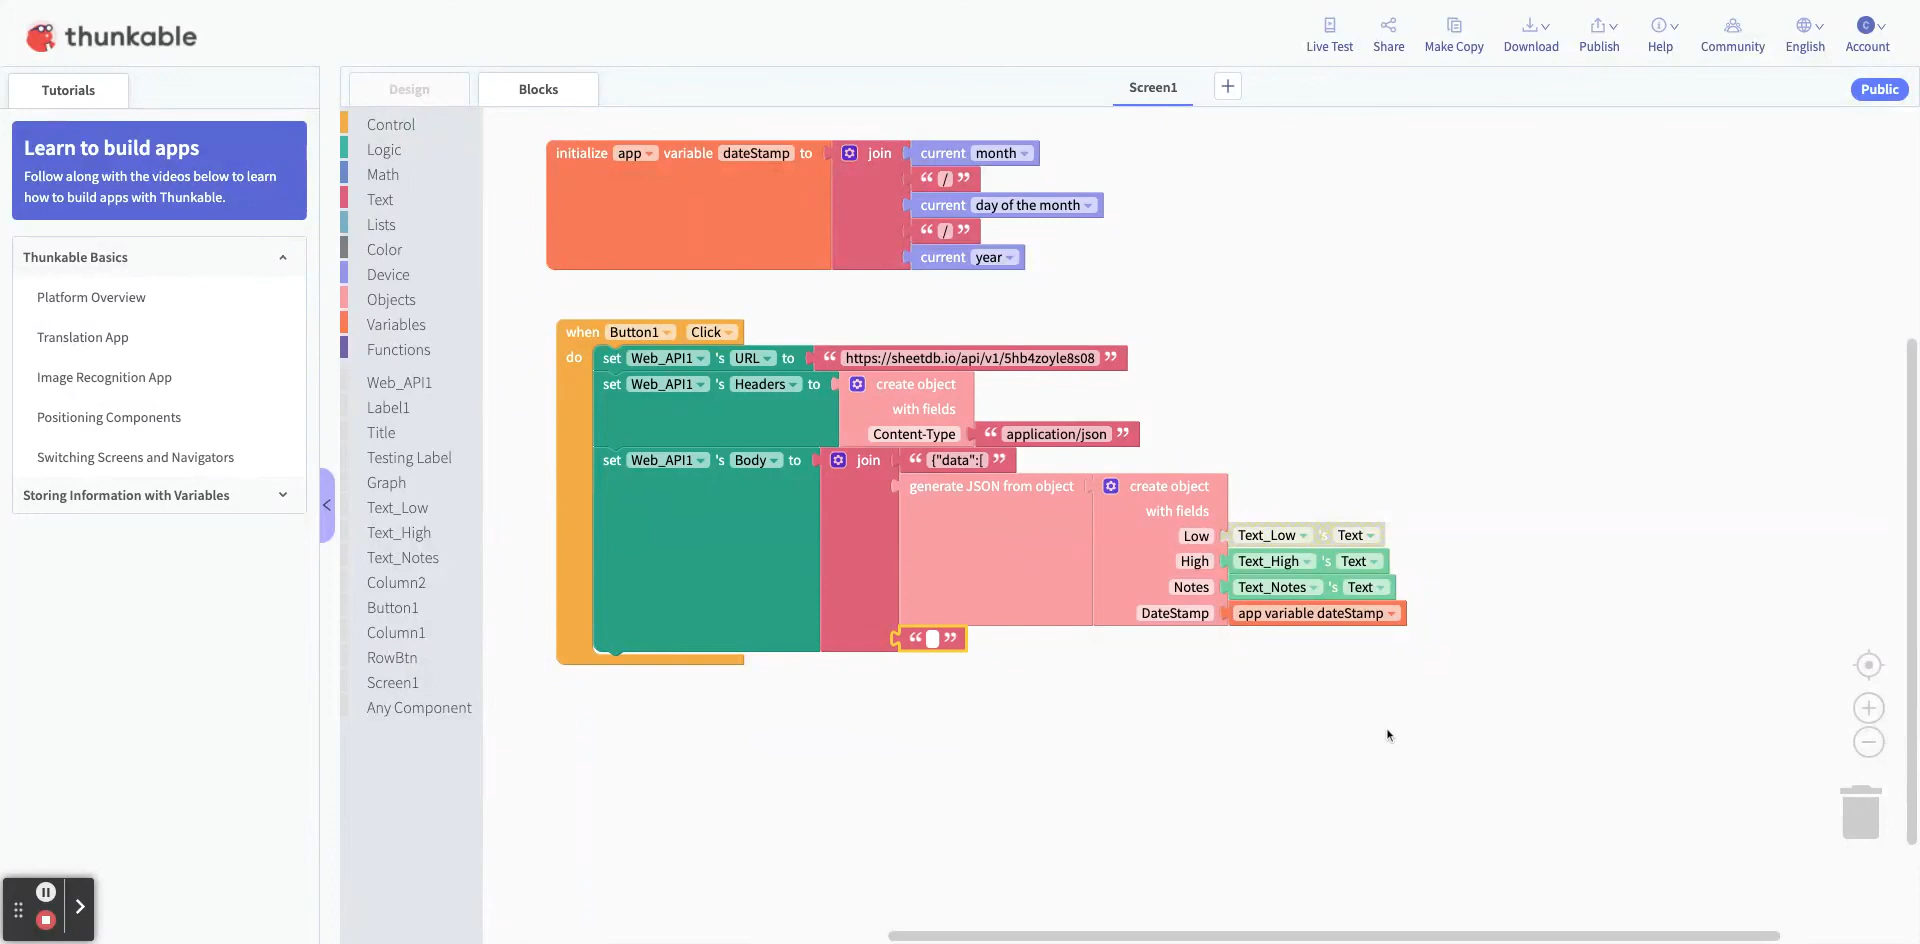 thunkable
Live Test
Share
Make Copy
Download
Publish
Help
Community
English
C
Account
Tutorials
Design
Blocks
Screen1
Public
Learn to build apps
Follow along with the videos below to learn
how to build apps with Thunkable.
Thunkable Basics
Platform Overview
Translation App
Image Recognition App
Positioning Components
Switching Screens and Navigators
Storing Information with Variables
Control
Logic
Math
Text
Lists
Color
Device
Objects
Variables
Functions
Web_API1
Label1
Title
Testing Label
Graph
Text_Low
Text_High
Text_Notes
Column2
Button1
Column1
RowBtn
Screen1
Any Component
initialize app variable dateStamp to join current month
“ / ”
current day of the month
“ / ”
current year
when Button1 Click
do set Web_API1 's URL to “ https://sheetdb.io/api/v1/5hb4zoyle8s08 ”
set Web_API1 's Headers to create object
with fields
Content-Type “ application/json ”
set Web_API1 's Body to join “ {"data":[ ”
generate JSON from object create object
with fields
Low Text_Low 's Text
High Text_High 's Text
Notes Text_Notes 's Text
DateStamp app variable dateStamp
“ ”